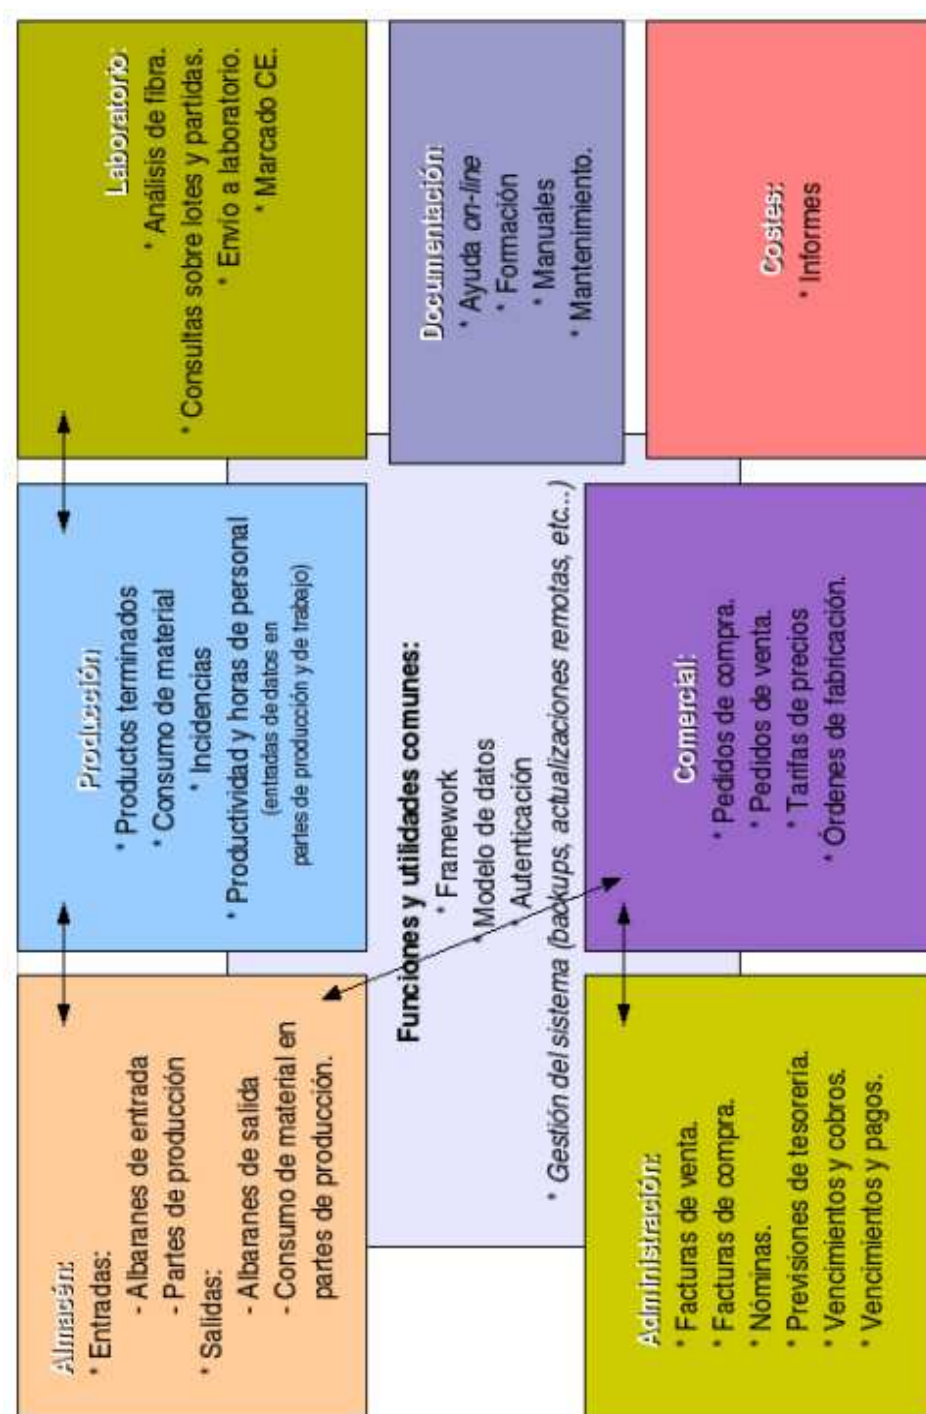 Almacén:
* Entradas:
- Albaranes de entrada
- Partes de producción
* Salidas:
- Albaranes de salida
- Consumo de material en
partes de producción.
Producción
* Productos terminados
* Consumo de material
* Incidencias
* Productividad y horas de personal
(entradas de datos en
partes de producción y de trabajo)
Laboratorio:
* Análisis de fibra.
* Consultas sobre lotes y partidas.
* Envío a laboratorio.
* Marcado CE.
Funciones y utilidades comunes:
* Framework
* Modelo de datos
* Autenticación
* Gestión del sistema (backups, actualizaciones remotas, etc...)
Documentación:
* Ayuda on-line
* Formación
* Manuales
* Mantenimiento.
Administración:
* Facturas de venta.
* Facturas de compra.
* Nóminas.
* Previsiones de tesorería.
* Vencimientos y cobros.
* Vencimientos y pagos.
Comercial:
* Pedidos de compra.
* Pedidos de venta.
* Tarifas de precios
* Órdenes de fabricación.
Costes:
* Informes